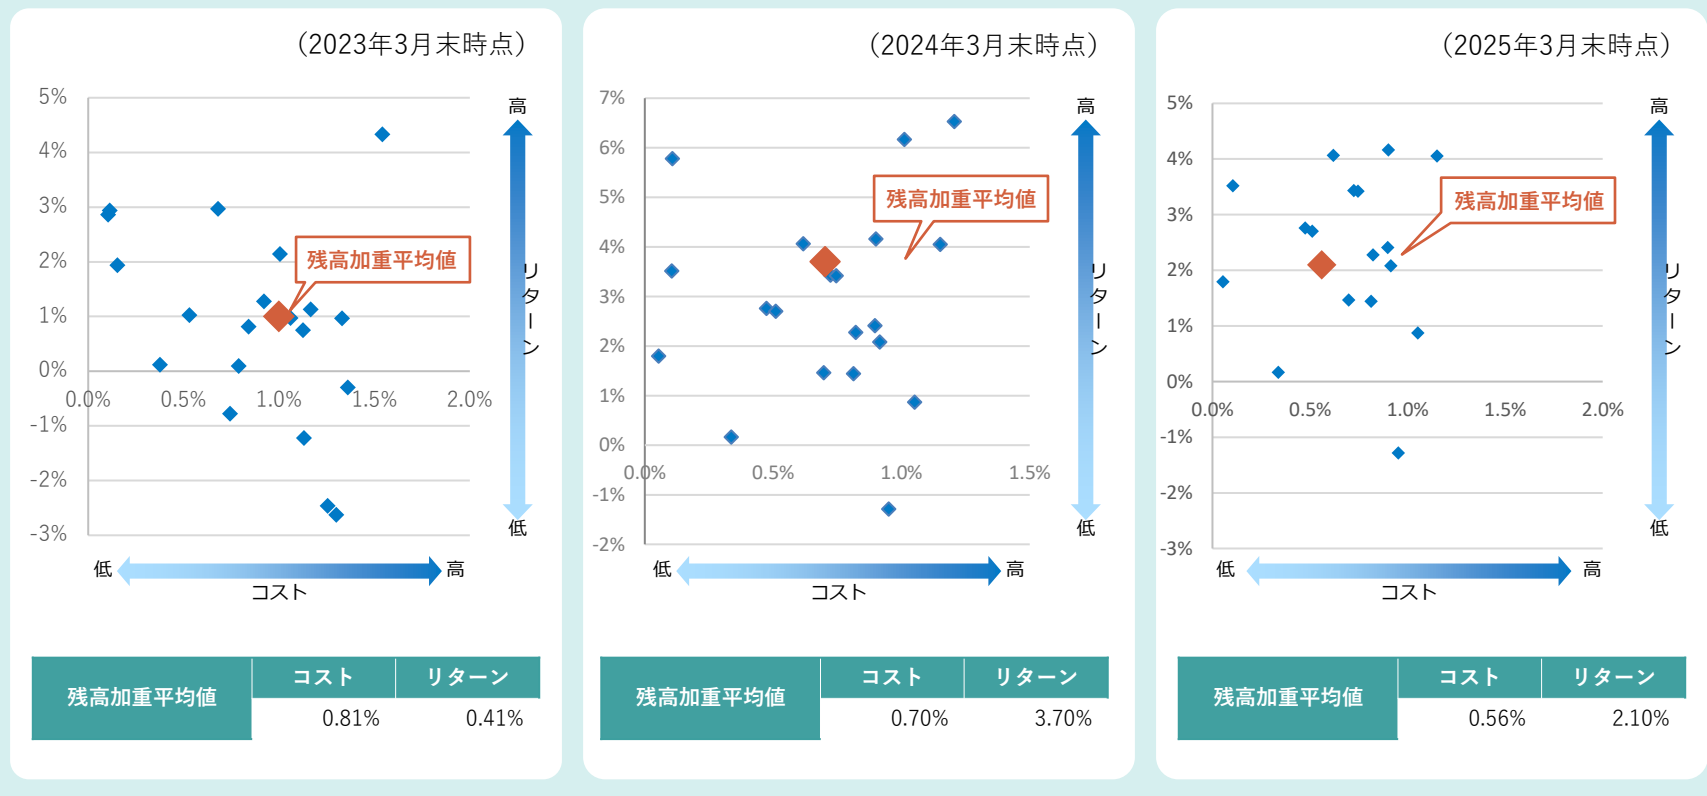 （2023年3月末時点）
5%
4%
3%
2%
1%
0%
-1%
-2%
-3%
0.0%
0.5%
1.0%
1.5%
2.0%
残高加重平均値
高
リターン
低
低
高
コスト
残高加重平均値
コスト
リターン
0.81%
0.41%
（2024年3月末時点）
7%
6%
5%
4%
3%
2%
1%
0%
-1%
-2%
0.0%
0.5%
1.0%
1.5%
残高加重平均値
高
リターン
低
低
高
コスト
残高加重平均値
コスト
リターン
0.70%
3.70%
（2025年3月末時点）
5%
4%
3%
2%
1%
0%
-1%
-2%
-3%
0.0%
0.5%
1.0%
1.5%
2.0%
残高加重平均値
高
リターン
低
低
高
コスト
残高加重平均値
コスト
リターン
0.56%
2.10%